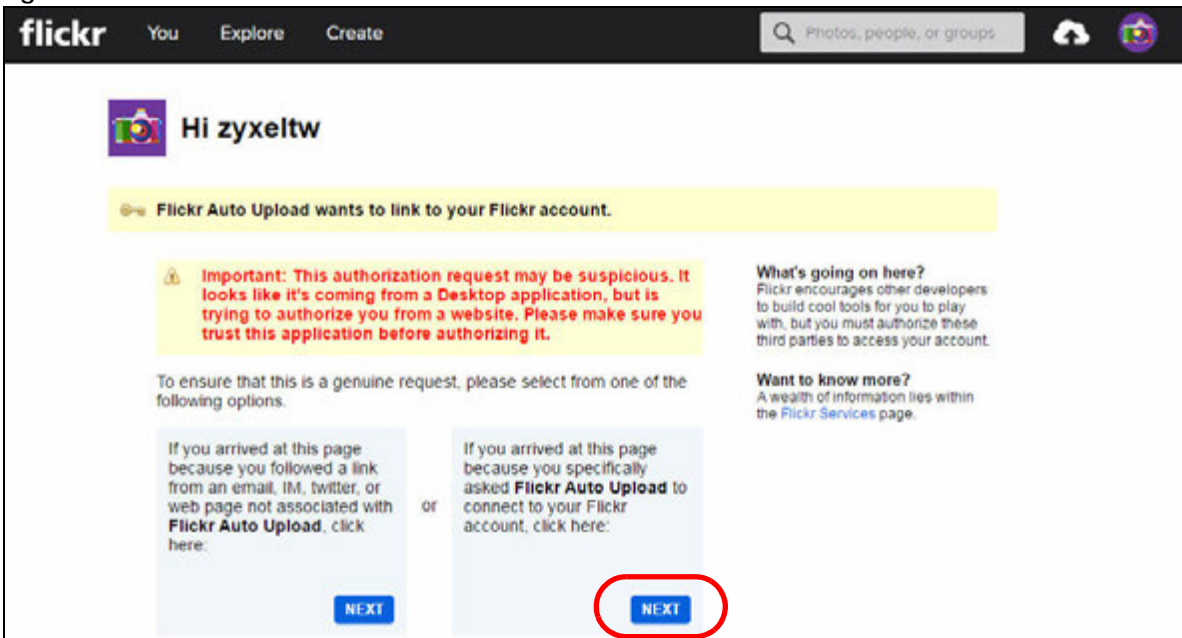 flickr You Explore Create Photos, people, or groups
Hi zyxeltw
Flickr Auto Upload wants to link to your Flickr account.
Important: This authorization request may be suspicious. It
looks like it's coming from a Desktop application, but is
trying to authorize you from a website. Please make sure you
trust this application before authorizing it.
To ensure that this is a genuine request, please select from one of the
following options.
If you arrived at this page
because you followed a link
from an email, IM, twitter, or
web page not associated with
Flickr Auto Upload, click
here:
NEXT
or
If you arrived at this page
because you specifically
asked Flickr Auto Upload to
connect to your Flickr
account, click here:
NEXT
What's going on here?
Flickr encourages other developers
to build cool tools for you to play
with, but you must authorize these
third parties to access your account.
Want to know more?
A wealth of information lies within
the Flickr Services page.